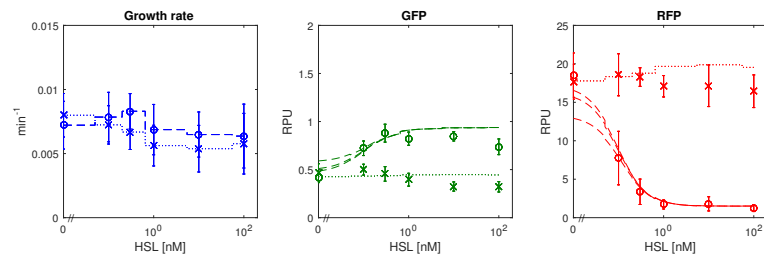 Growth rate
GFP
RFP
0.015
0.01
0.005
0
min⁻¹
0
10⁰
10²
HSL [nM]
2
1.5
1
0.5
0
RPU
0
10⁰
10²
HSL [nM]
25
20
15
10
5
0
RPU
0
10⁰
10²
HSL [nM]